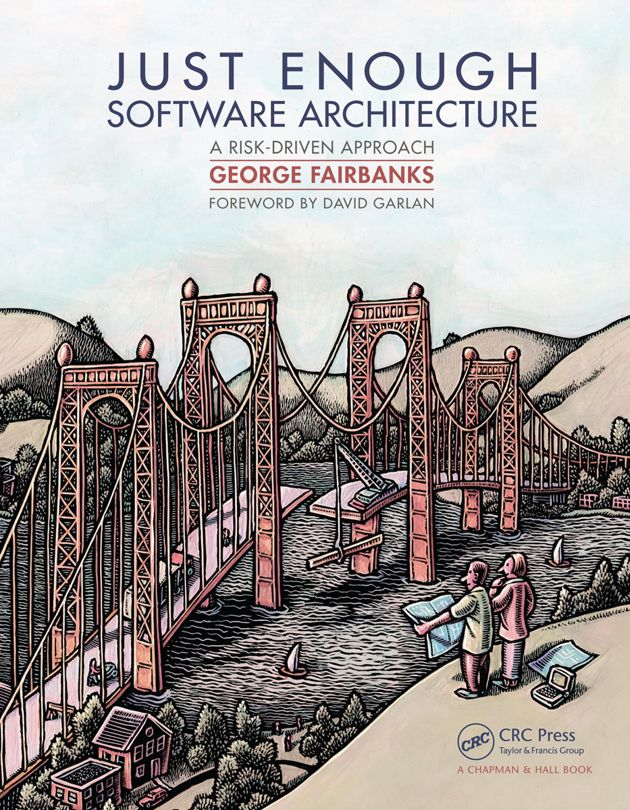 JUST ENOUGH
SOFTWARE ARCHITECTURE
A RISK-DRIVEN APPROACH
GEORGE FAIRBANKS
FOREWORD BY DAVID GARLAN
CRC CRC Press
Taylor & Francis Group
A CHAPMAN & HALL BOOK